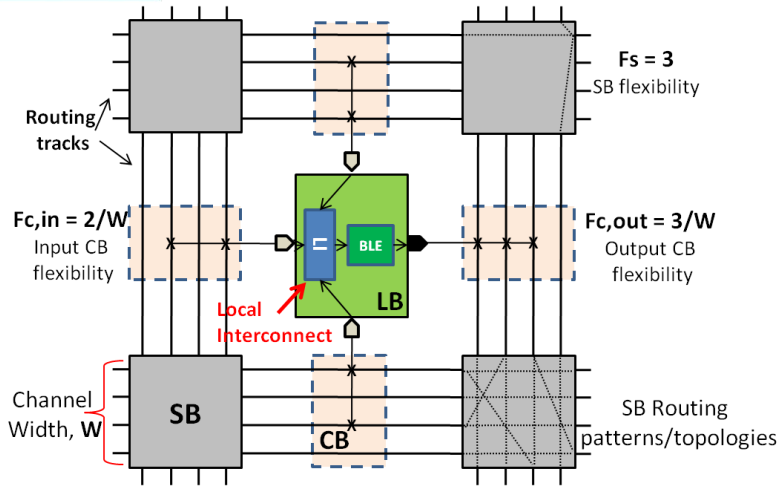 Fs = 3
SB flexibility
Routing
tracks
Fc,in = 2/W
Input CB
flexibility
Fc,out = 3/W
Output CB
flexibility
LI
BLE
LB
Local
Interconnect
Channel
Width, W
SB
CB
SB Routing
patterns/topologies